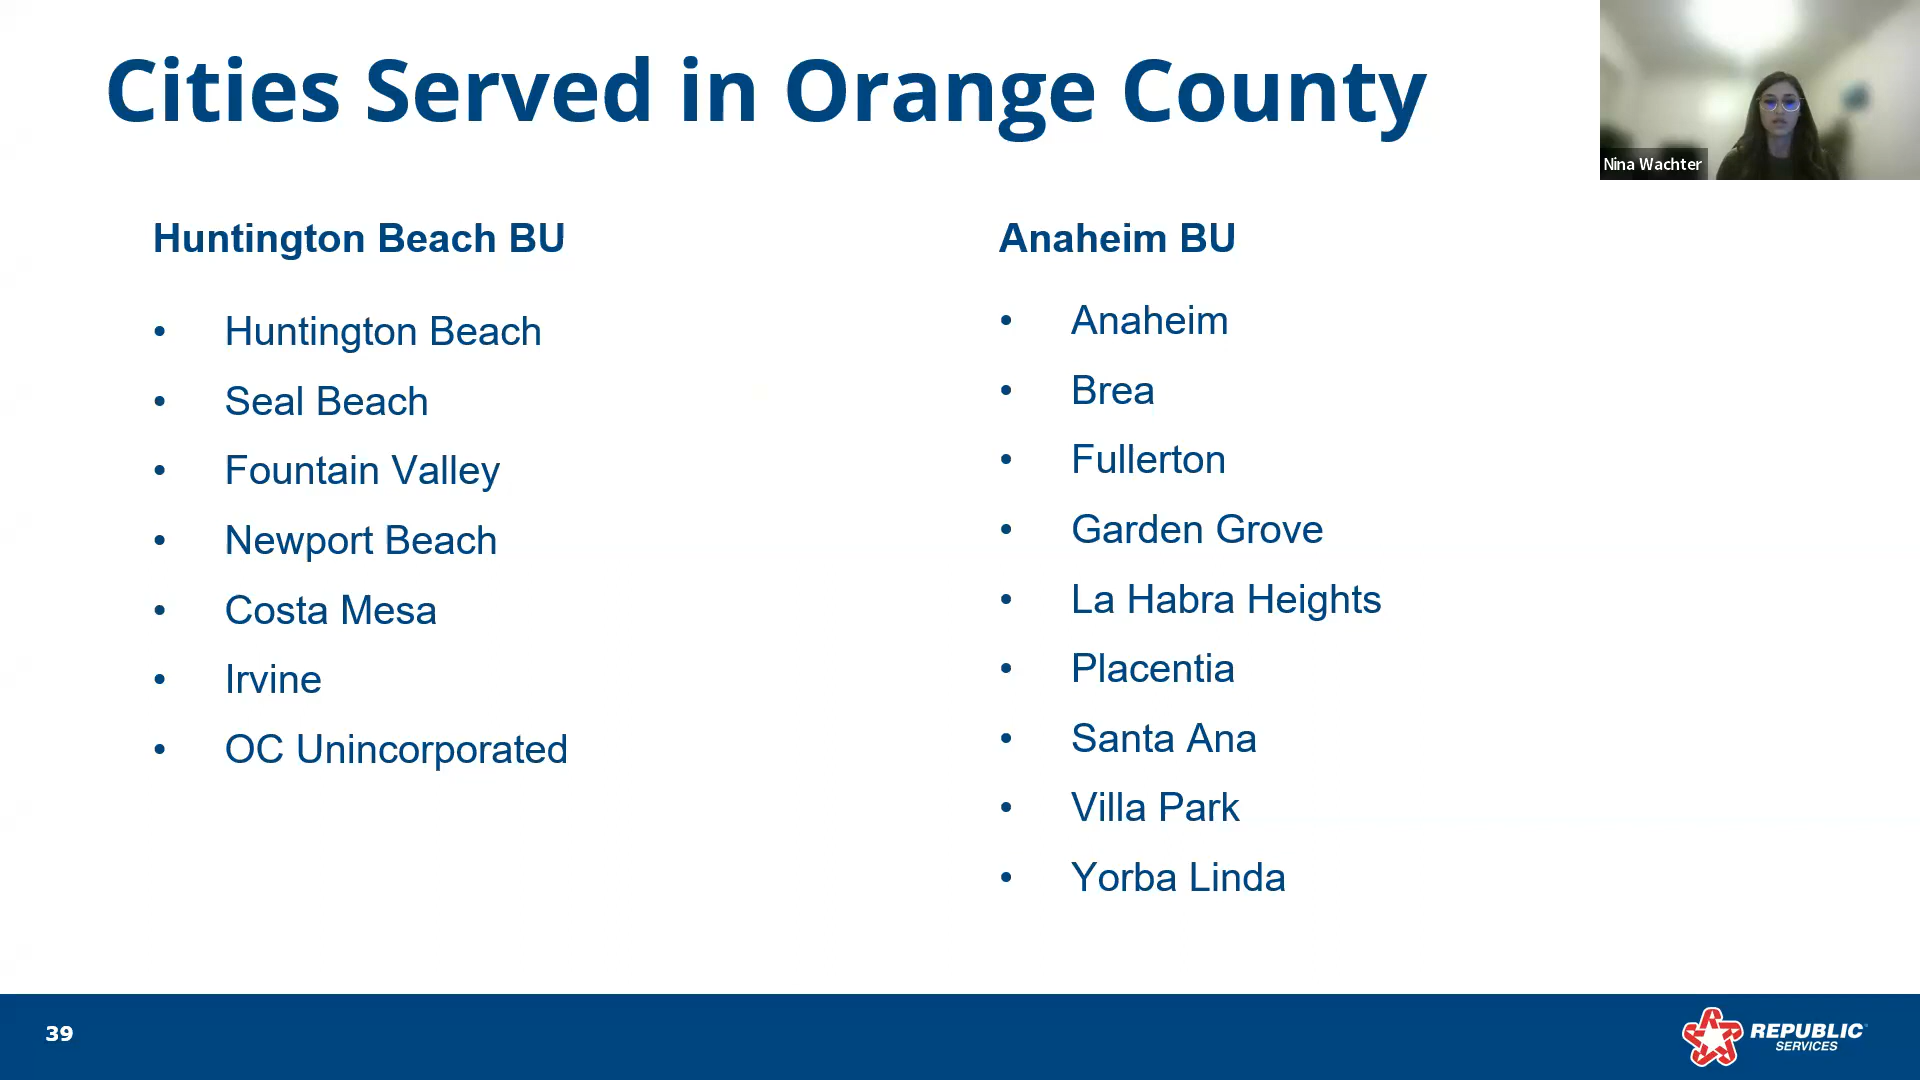 Cities Served in Orange County
Nina Wachter
Huntington Beach BU
• Huntington Beach
• Seal Beach
• Fountain Valley
• Newport Beach
• Costa Mesa
• Irvine
• OC Unincorporated
Anaheim BU
• Anaheim
• Brea
• Fullerton
• Garden Grove
• La Habra Heights
• Placentia
• Santa Ana
• Villa Park
• Yorba Linda
39
REPUBLIC
SERVICES